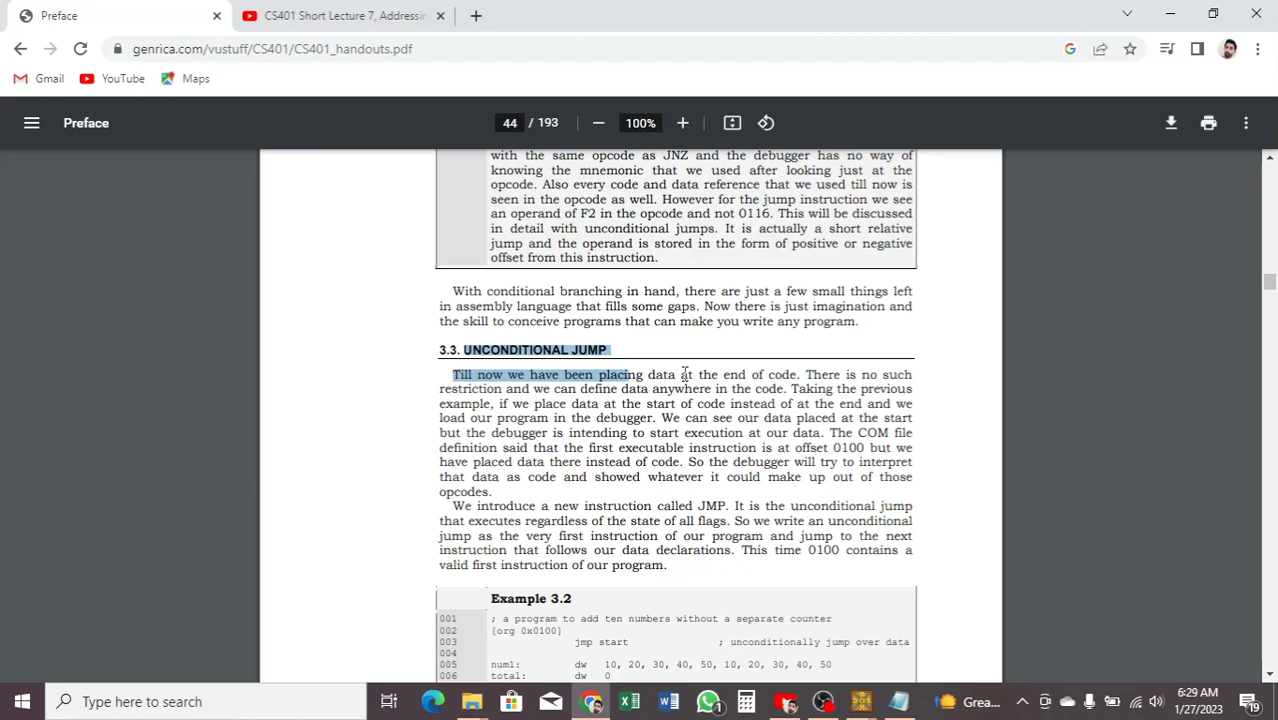 Preface
CS401 Short Lecture 7, Addressin
genrica.com/vustuff/CS401/CS401_handouts.pdf
Gmail
YouTube
Maps
Preface
44 / 193
100%
with the same opcode as JNZ and the debugger has no way of
knowing the mnemonic that we used after looking just at the
opcode. Also every code and data reference that we used till now is
seen in the opcode as well. However for the jump instruction we see
an operand of F2 in the opcode and not 0116. This will be discussed
in detail with unconditional jumps. It is actually a short relative
jump and the operand is stored in the form of positive or negative
offset from this instruction.
With conditional branching in hand, there are just a few small things left
in assembly language that fills some gaps. Now there is just imagination and
the skill to conceive programs that can make you write any program.
3.3. UNCONDITIONAL JUMP
Till now we have been placing data at the end of code. There is no such
restriction and we can define data anywhere in the code. Taking the previous
example, if we place data at the start of code instead of at the end and we
load our program in the debugger. We can see our data placed at the start
but the debugger is intending to start execution at our data. The COM file
definition said that the first executable instruction is at offset 0100 but we
have placed data there instead of code. So the debugger will try to interpret
that data as code and showed whatever it could make up out of those
opcodes.
We introduce a new instruction called JMP. It is the unconditional jump
that executes regardless of the state of all flags. So we write an unconditional
jump as the very first instruction of our program and jump to the next
instruction that follows our data declarations. This time 0100 contains a
valid first instruction of our program.
Example 3.2
001 ; a program to add ten numbers without a separate counter
002 [org 0x0100]
003 jmp start ; unconditionally jump over data
004
005 num1: dw 10, 20, 30, 40, 50, 10, 20, 30, 40, 50
006 total: dw 0
Type here to search
1
Grea...
6:29 AM
1/27/2023
19